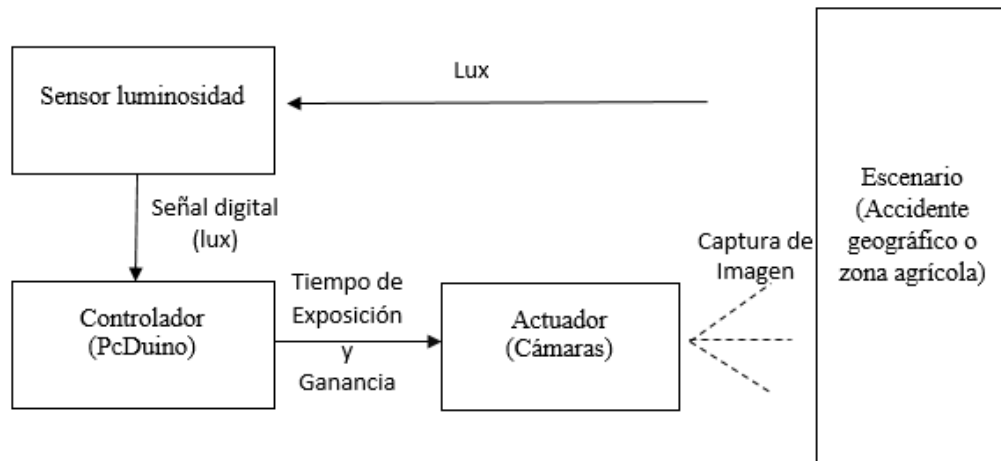 Sensor luminosidad
Lux
Señal digital
(lux)
Controlador
(PcDuino)
Tiempo de
Exposición
y
Ganancia
Actuador
(Cámaras)
Captura de
Imagen
Escenario
(Accidente
geográfico o
zona agrícola)